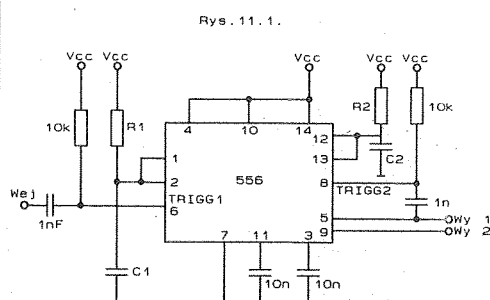 Rys.11.1.
Vcc Vcc Vcc Vcc Vcc
10k R1 R2 10k
4 10 14
12
13
C2
1
2
556
8
TRIGG1 TRIGG2
Wej
1nF
6
1n
5 Wy 1
9 Wy 2
7 11 3
C1 10n 10n